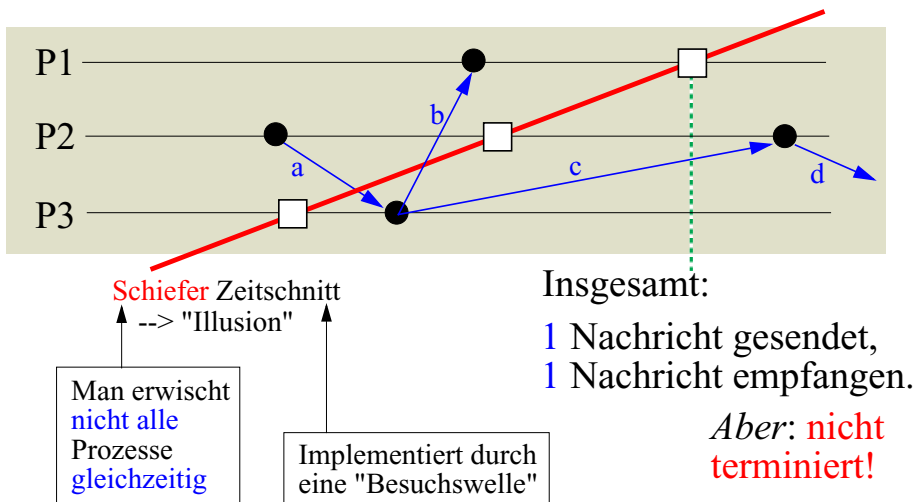 P1
b
P2
a
c
d
P3
Schiefer Zeitschnitt
--> "Illusion"
Man erwischt
nicht alle
Prozesse
gleichzeitig
Implementiert durch
eine "Besuchswelle"
Insgesamt:
1 Nachricht gesendet,
1 Nachricht empfangen.
Aber: nicht
terminiert!